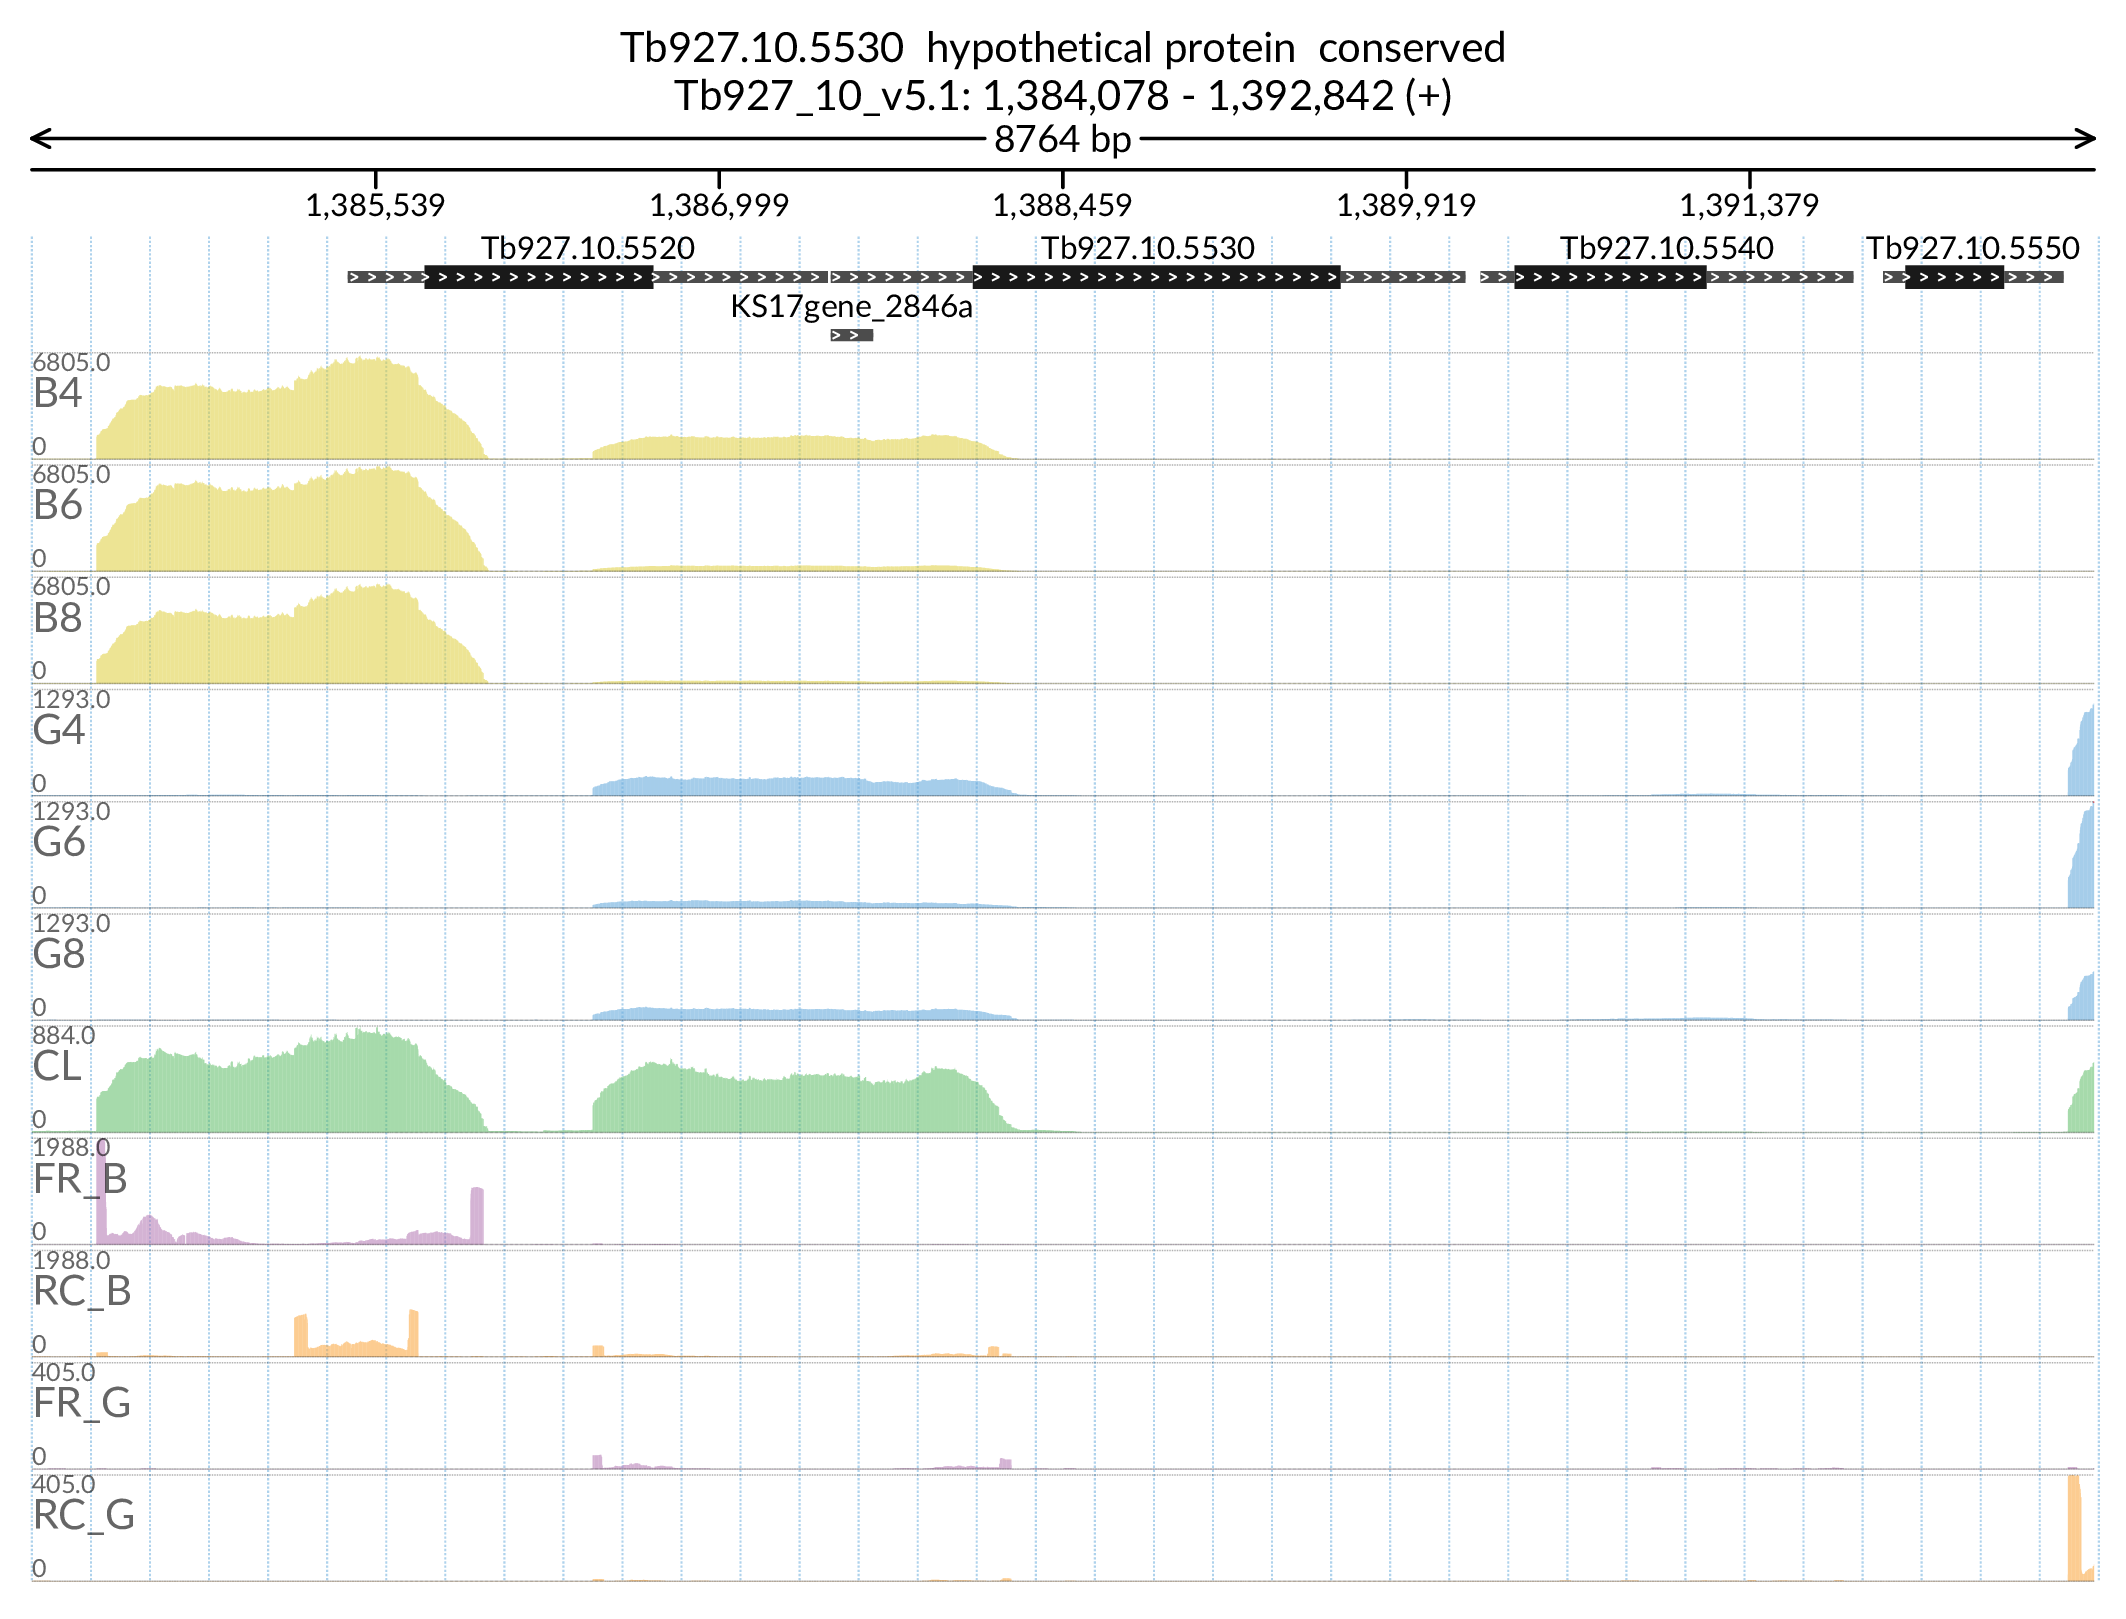 Tb927.10.5530 hypothetical protein conserved
Tb927_10_v5.1: 1,384,078 - 1,392,842 (+)
8764 bp
1,385,539 1,386,999 1,388,459 1,389,919 1,391,379
Tb927.10.5520 Tb927.10.5530 Tb927.10.5540 Tb927.10.5550
KS17gene_2846a
6805.0
B4
0
6805.0
B6
0
6805.0
B8
0
1293.0
G4
0
1293.0
G6
0
1293.0
G8
0
884.0
CL
0
1988.0
FR_B
0
1988.0
RC_B
0
405.0
FR_G
0
405.0
RC_G
0